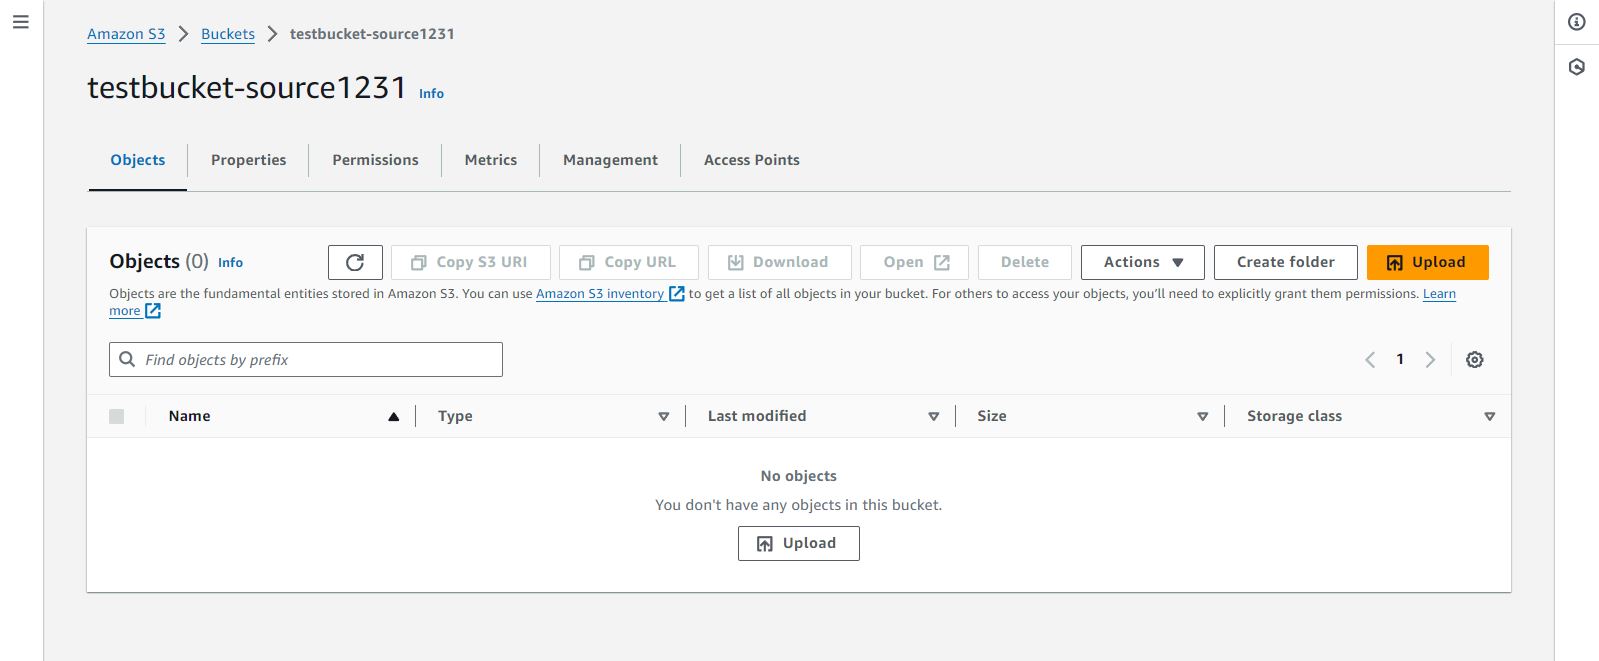 Amazon S3 > Buckets > testbucket-source1231
testbucket-source1231 Info
Objects Properties Permissions Metrics Management Access Points
Objects (0) Info Copy S3 URI Copy URL Download Open Delete Actions Create folder Upload
Objects are the fundamental entities stored in Amazon S3. You can use Amazon S3 inventory to get a list of all objects in your bucket. For others to access your objects, you’ll need to explicitly grant them permissions. Learn
more
Find objects by prefix 1
Name Type Last modified Size Storage class
No objects
You don't have any objects in this bucket.
Upload